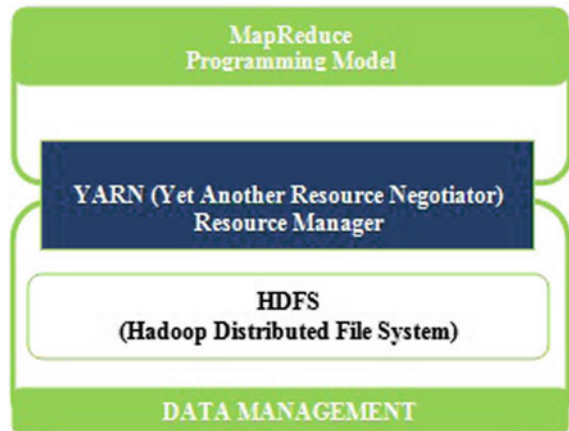 MapReduce
Programming Model
YARN (Yet Another Resource Negotiator)
Resource Manager
HDFS
(Hadoop Distributed File System)
DATA MANAGEMENT